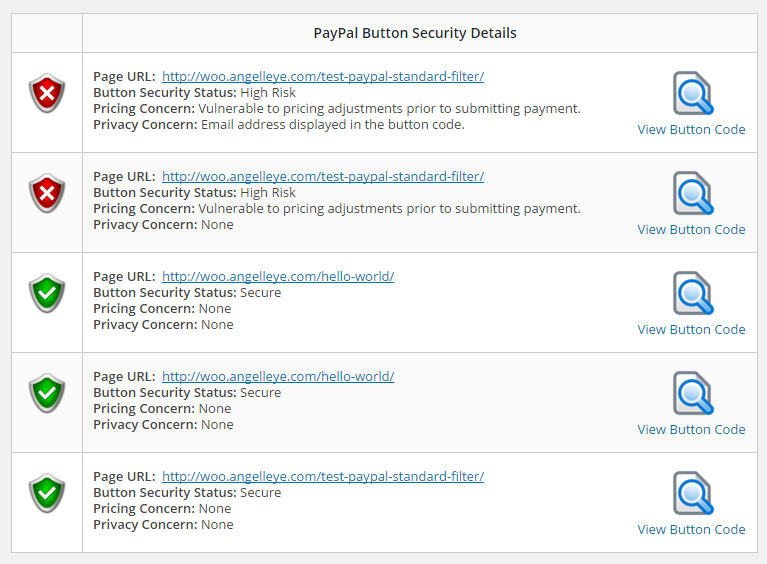 PayPal Button Security Details
Page URL: http://woo.angelleye.com/test-paypal-standard-filter/
Button Security Status: High Risk
Pricing Concern: Vulnerable to pricing adjustments prior to submitting payment.
Privacy Concern: Email address displayed in the button code.
View Button Code
Page URL: http://woo.angelleye.com/test-paypal-standard-filter/
Button Security Status: High Risk
Pricing Concern: Vulnerable to pricing adjustments prior to submitting payment.
Privacy Concern: None
View Button Code
Page URL: http://woo.angelleye.com/hello-world/
Button Security Status: Secure
Pricing Concern: None
Privacy Concern: None
View Button Code
Page URL: http://woo.angelleye.com/hello-world/
Button Security Status: Secure
Pricing Concern: None
Privacy Concern: None
View Button Code
Page URL: http://woo.angelleye.com/test-paypal-standard-filter/
Button Security Status: Secure
Pricing Concern: None
Privacy Concern: None
View Button Code